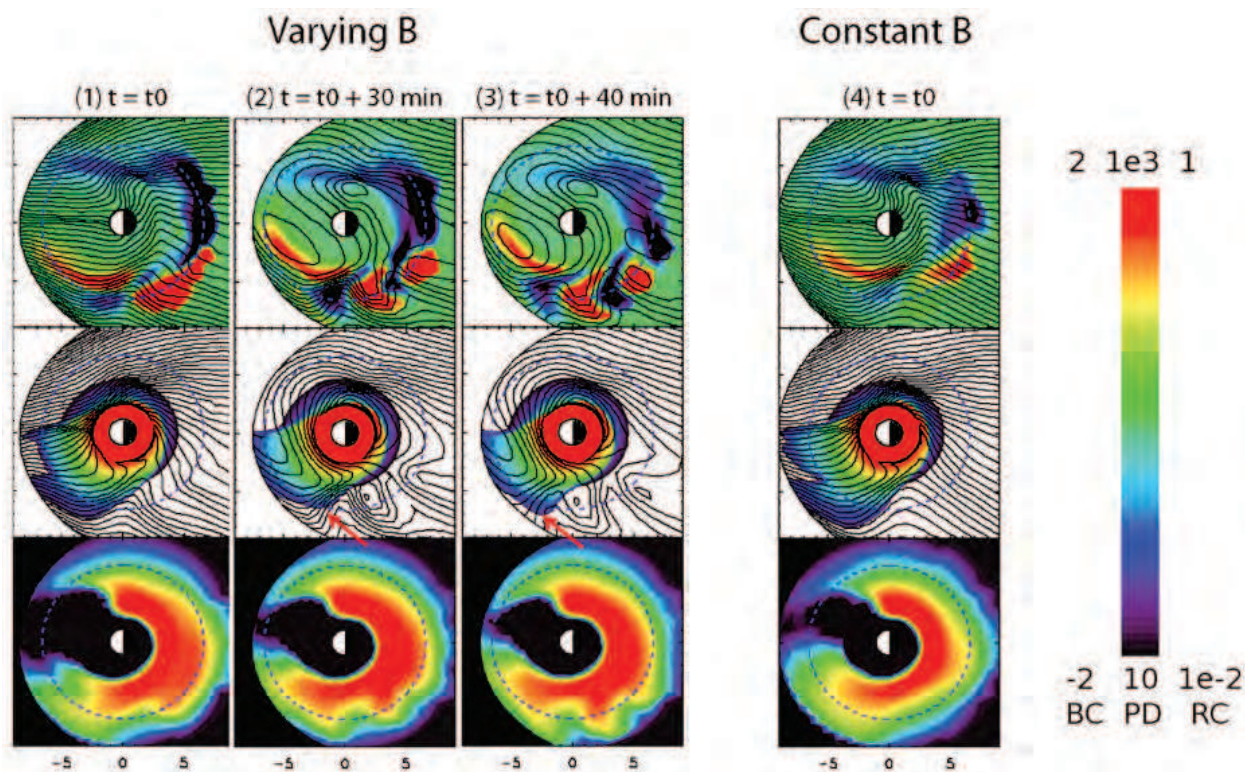 Varying B Constant B
(1) t = t0 (2) t = t0 + 30 min (3) t = t0 + 40 min (4) t = t0
2 1e3 1
-2 10 1e-2
BC PD RC
-5 0 5 -5 0 5 -5 0 5 -5 0 5